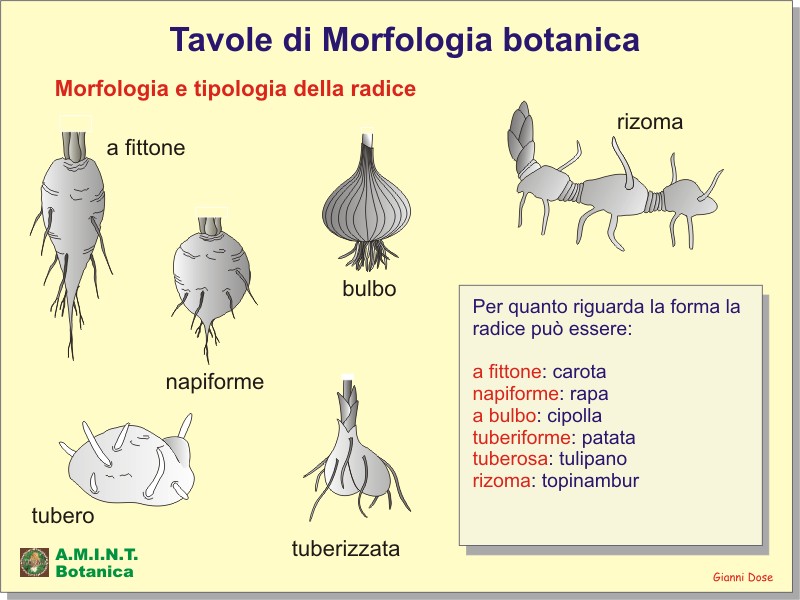 Tavole di Morfologia botanica
Morfologia e tipologia della radice
a fittone
rizoma
bulbo
napiforme
tubero
tuberizzata
Per quanto riguarda la forma la
radice può essere:
a fittone: carota
napiforme: rapa
a bulbo: cipolla
tuberiforme: patata
tuberosa: tulipano
rizoma: topinambur
A.M.I.N.T.
Botanica
Gianni Dose